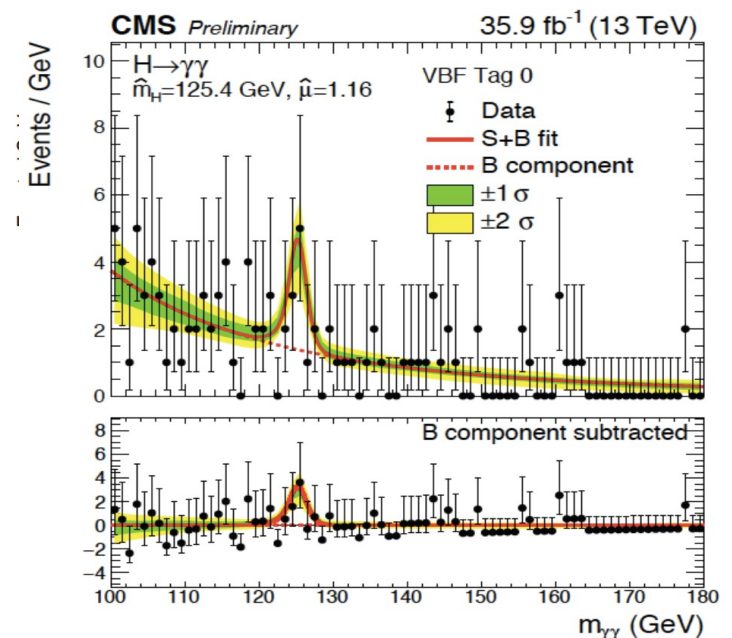 CMS Preliminary 35.9 fb⁻¹ (13 TeV)
Events / GeV
10
8
6
4
2
0
H→γγ
m̂_H=125.4 GeV, μ̂=1.16
VBF Tag 0
Data
S+B fit
B component
±1 σ
±2 σ
B component subtracted
8
6
4
2
0
−2
−4
100 110 120 130 140 150 160 170 180
m_γγ (GeV)